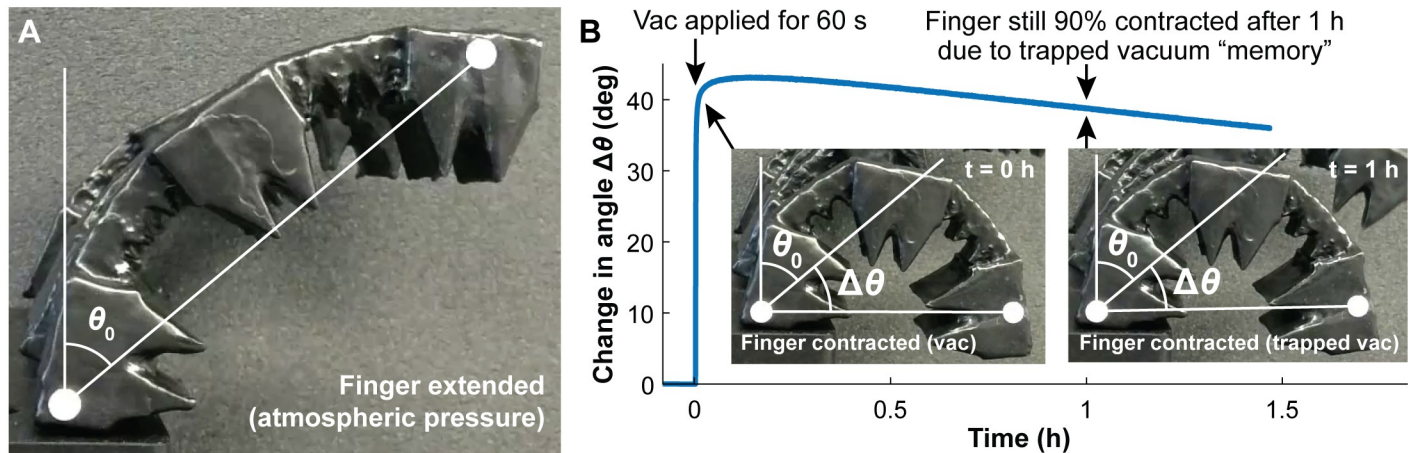 A
θ₀
Finger extended
(atmospheric pressure)
B
Vac applied for 60 s
Finger still 90% contracted after 1 h
due to trapped vacuum “memory”
Change in angle Δθ (deg)
40
30
20
10
0
t = 0 h
θ₀
Δθ
Finger contracted (vac)
t = 1 h
θ₀
Δθ
Finger contracted (trapped vac)
0
0.5
1
1.5
Time (h)